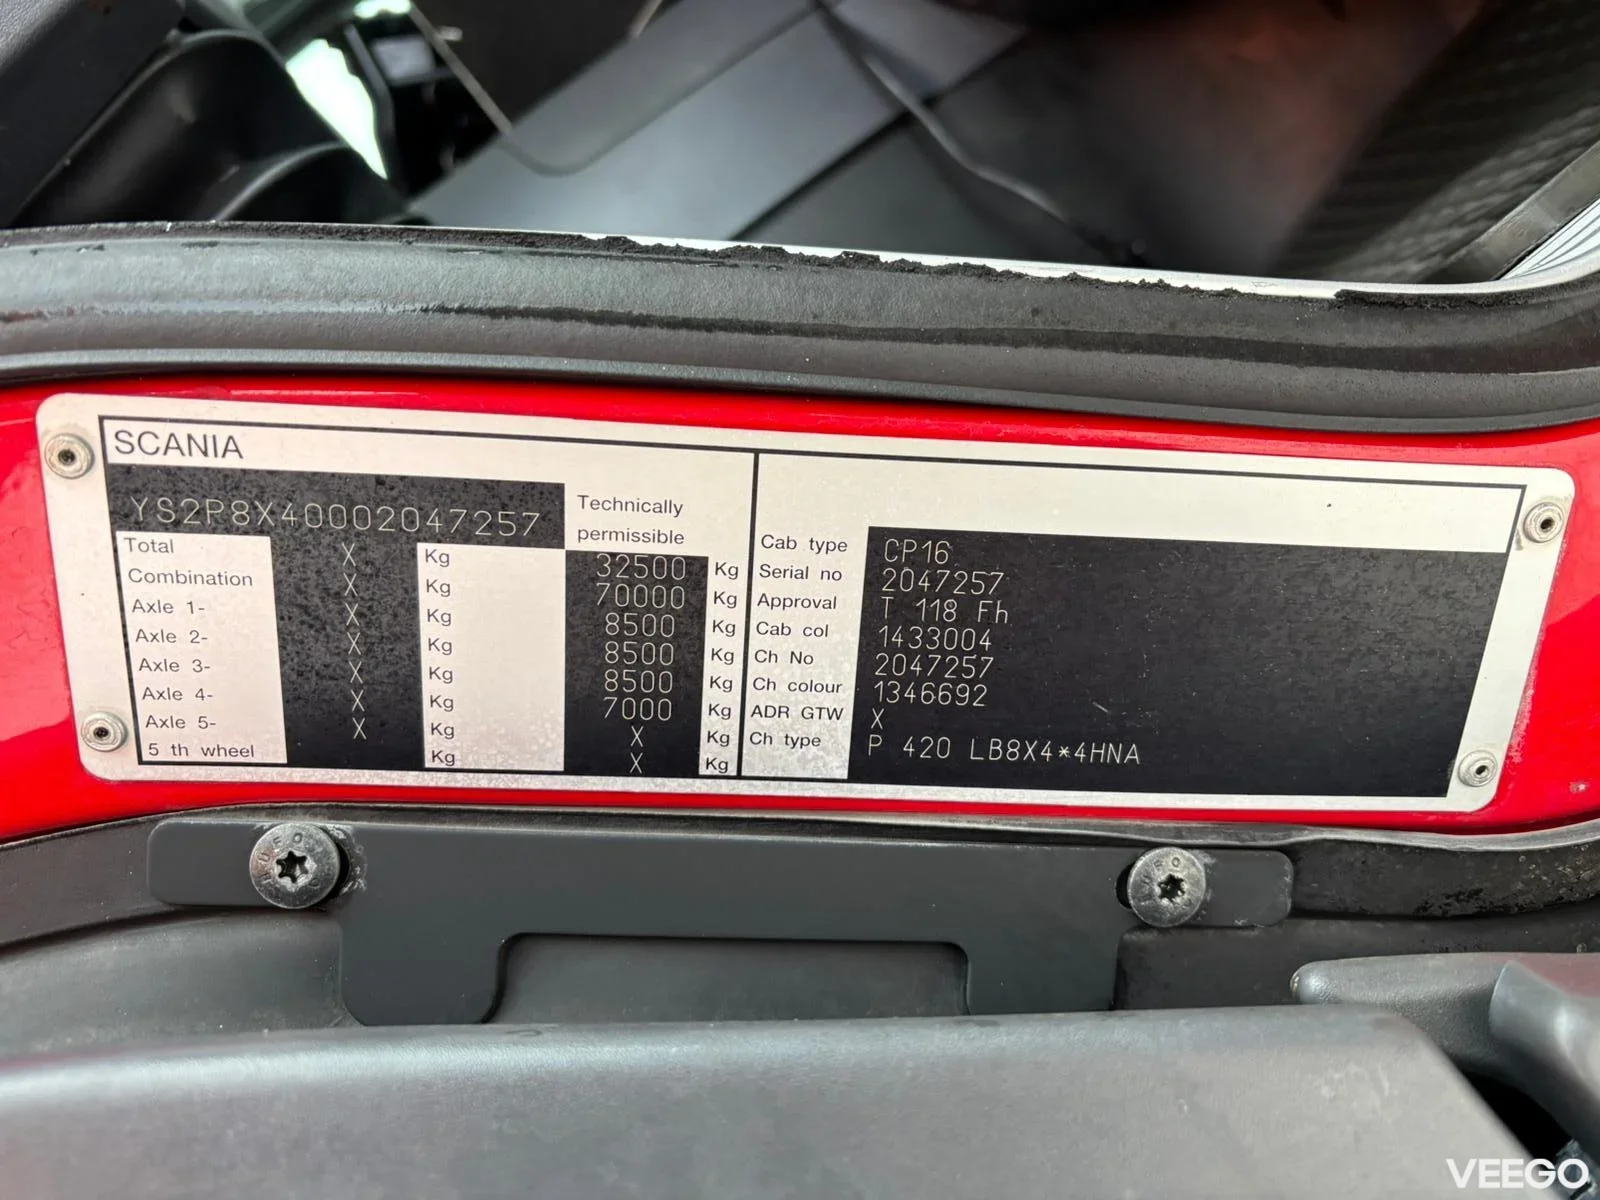 SCANIA
YS2P8X40002047257
Technically
permissible
Total X Kg 32500 Kg
Combination X Kg 70000 Kg
Axle 1- X Kg 8500 Kg
Axle 2- X Kg 8500 Kg
Axle 3- X Kg 8500 Kg
Axle 4- X Kg 7000 Kg
Axle 5- X Kg X Kg
5 th wheel Kg X Kg
Cab type CP16
Serial no 2047257
Approval T 118 Fh
Cab col 1433004
Ch No 2047257
Ch colour 1346692
ADR GTW X
Ch type P 420 LB8X4*4HNA
VEEGO